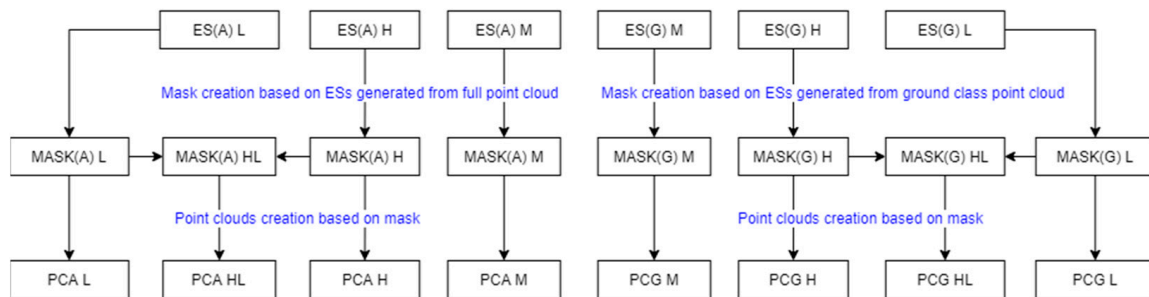 ES(A) L
ES(A) H
ES(A) M
ES(G) M
ES(G) H
ES(G) L
Mask creation based on ESs generated from full point cloud
Mask creation based on ESs generated from ground class point cloud
MASK(A) L
MASK(A) HL
MASK(A) H
MASK(A) M
MASK(G) M
MASK(G) H
MASK(G) HL
MASK(G) L
Point clouds creation based on mask
Point clouds creation based on mask
PCA L
PCA HL
PCA H
PCA M
PCG M
PCG H
PCG HL
PCG L